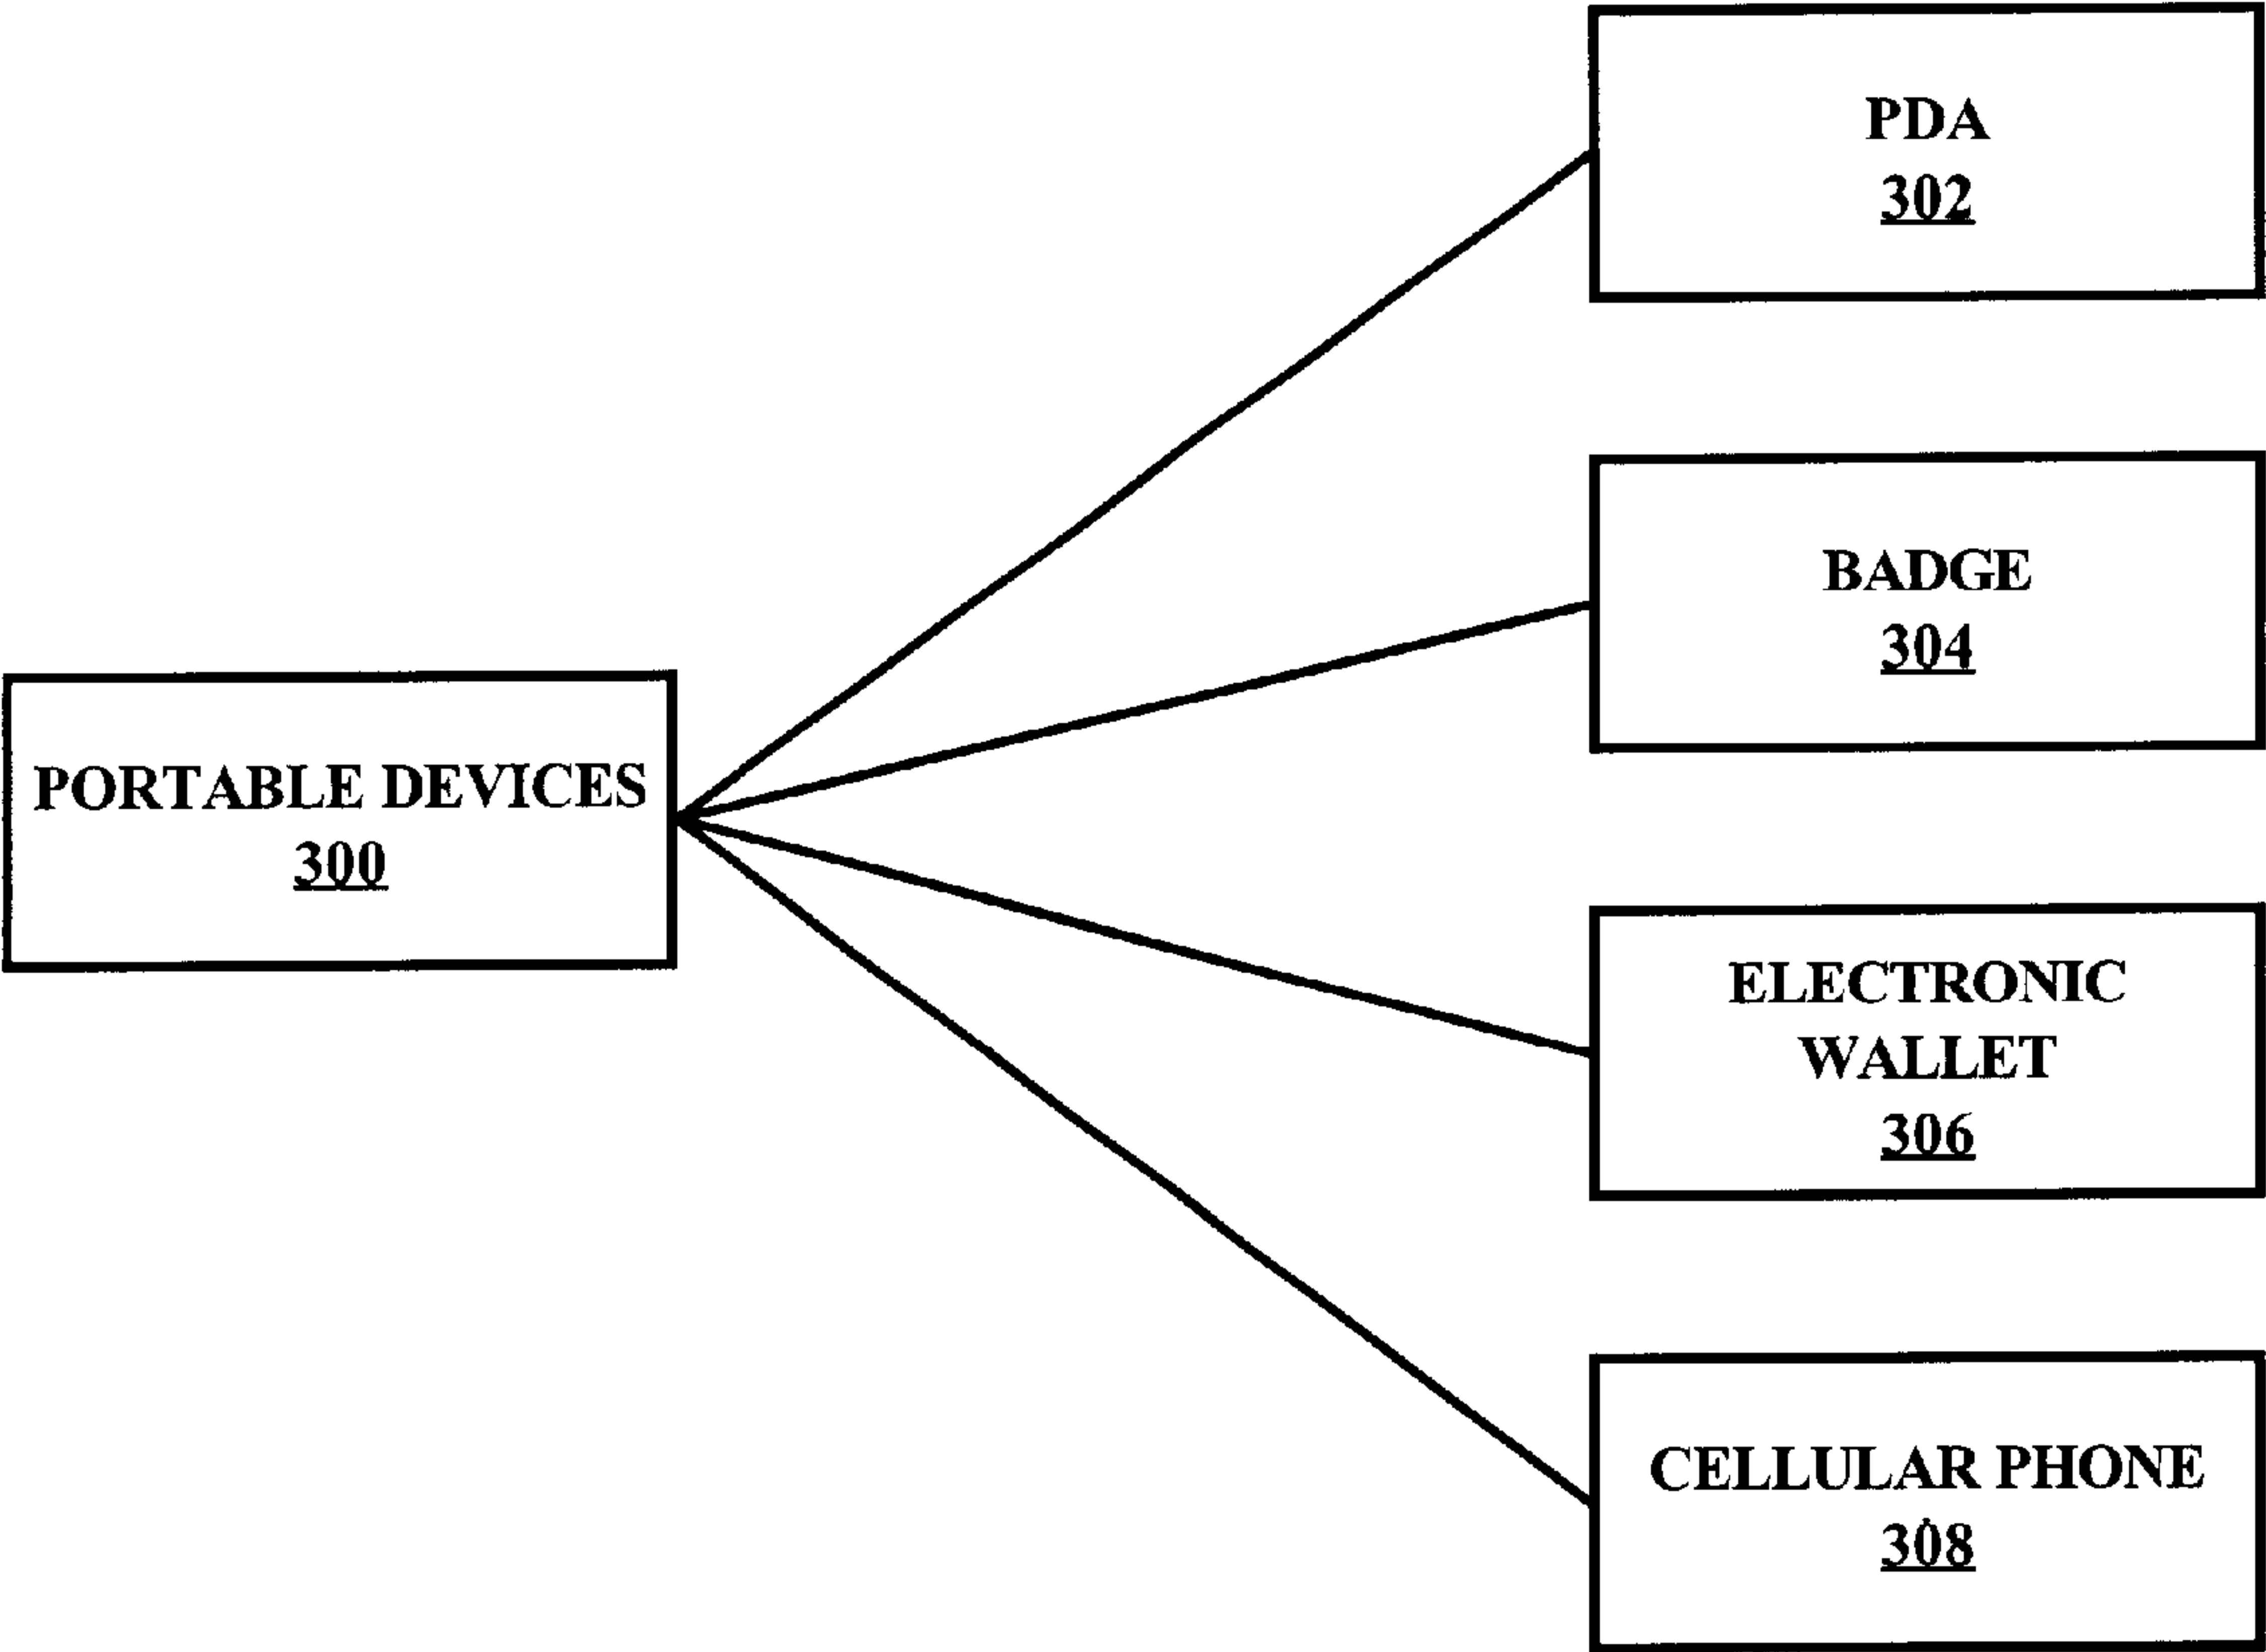 PDA
302
BADGE
304
PORTABLE DEVICES
300
ELECTRONIC
WALLET
306
CELLULAR PHONE
308